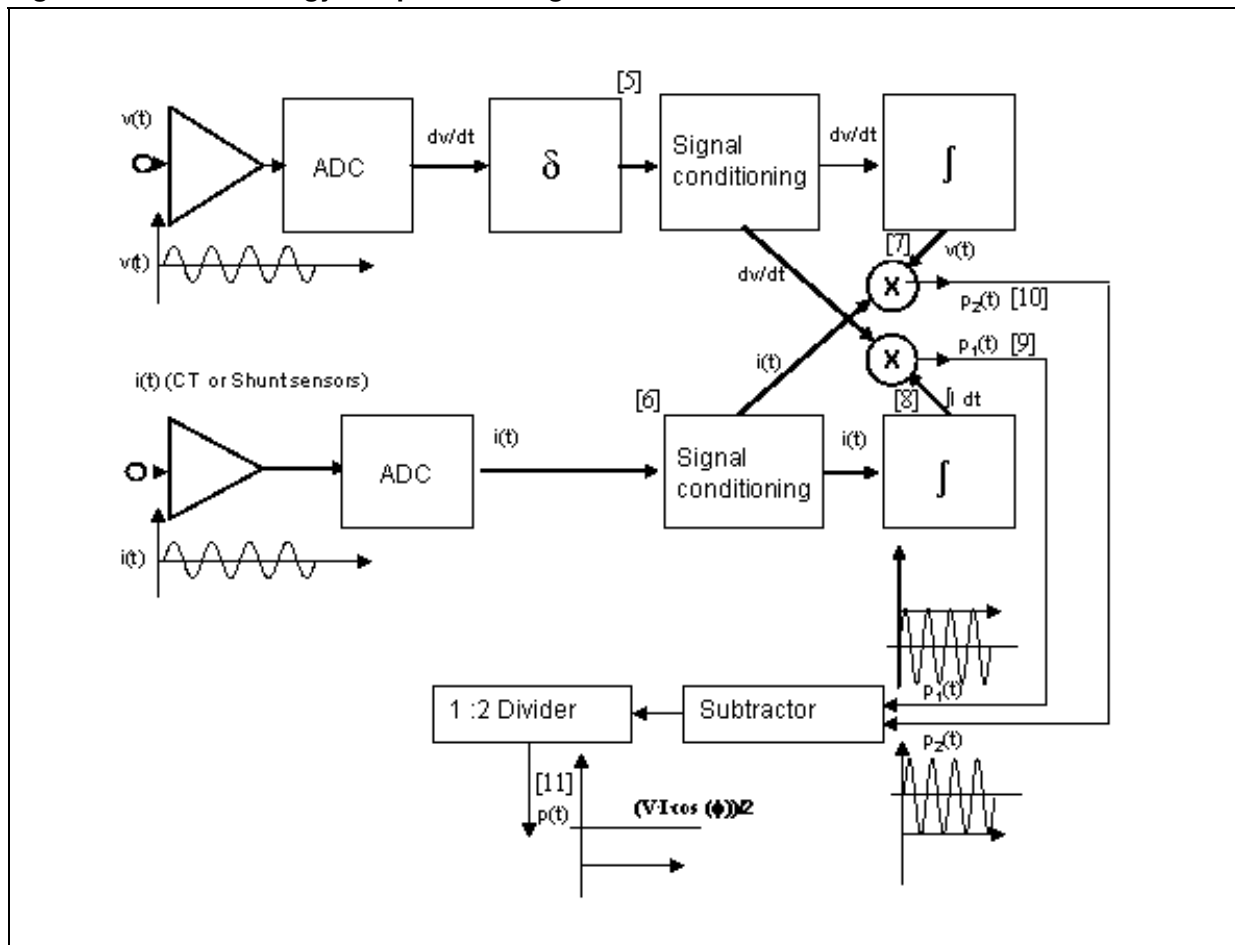 v(t)
ADC
dv/dt
δ
[5]
Signal
conditioning
dv/dt
∫
v(t)
dv/dt
[7]
v(t)
X
p2(t) [10]
X
p1(t) [9]
i(t)
i(t) (CT or Shunt sensors)
[6]
[8]
∫I dt
ADC
i(t)
Signal
conditioning
i(t)
∫
i(t)
p1(t)
1 :2 Divider
Subtractor
p2(t)
[11]
p(t)
(V·I·cos (ϕ))/2